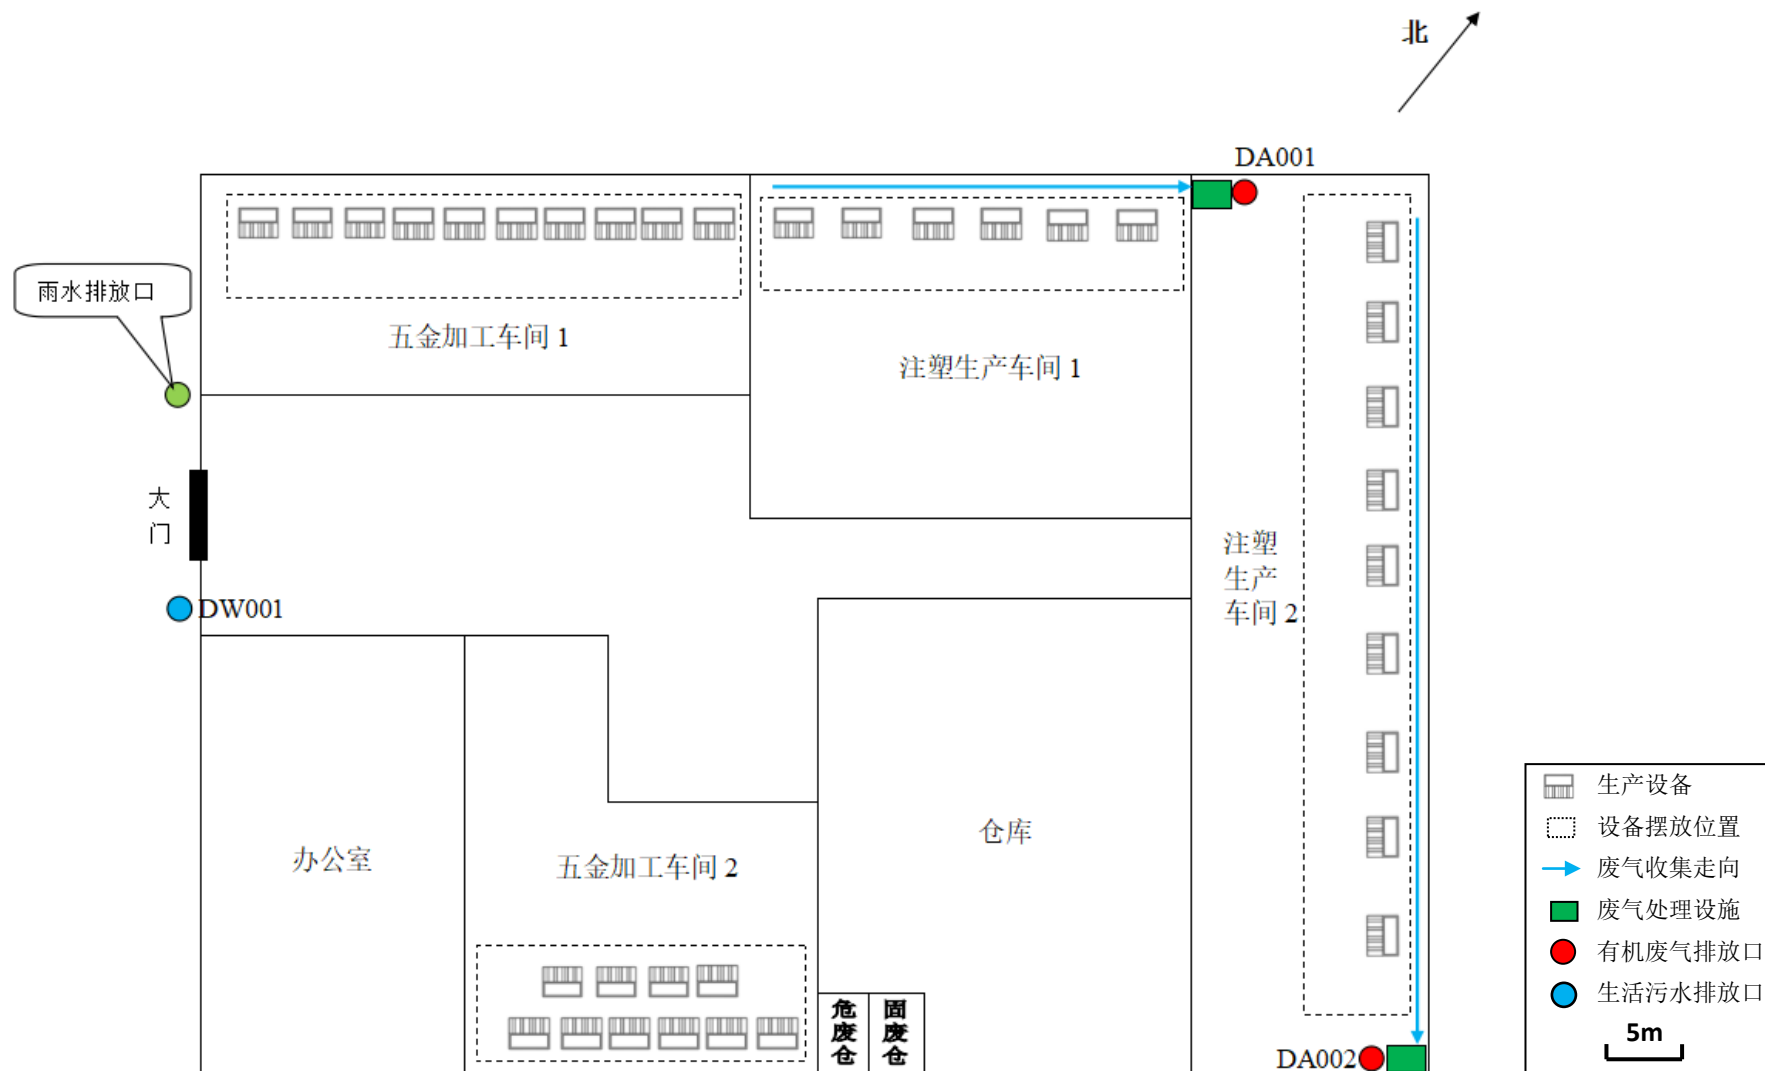 北
DA001
雨水排放口
五金加工车间 1
注塑生产车间 1
大
门
注塑
生产
车间 2
DW001
仓库
办公室
五金加工车间 2
危
废
仓
固
废
仓
DA002
生产设备
设备摆放位置
废气收集走向
废气处理设施
有机废气排放口
生活污水排放口
5m